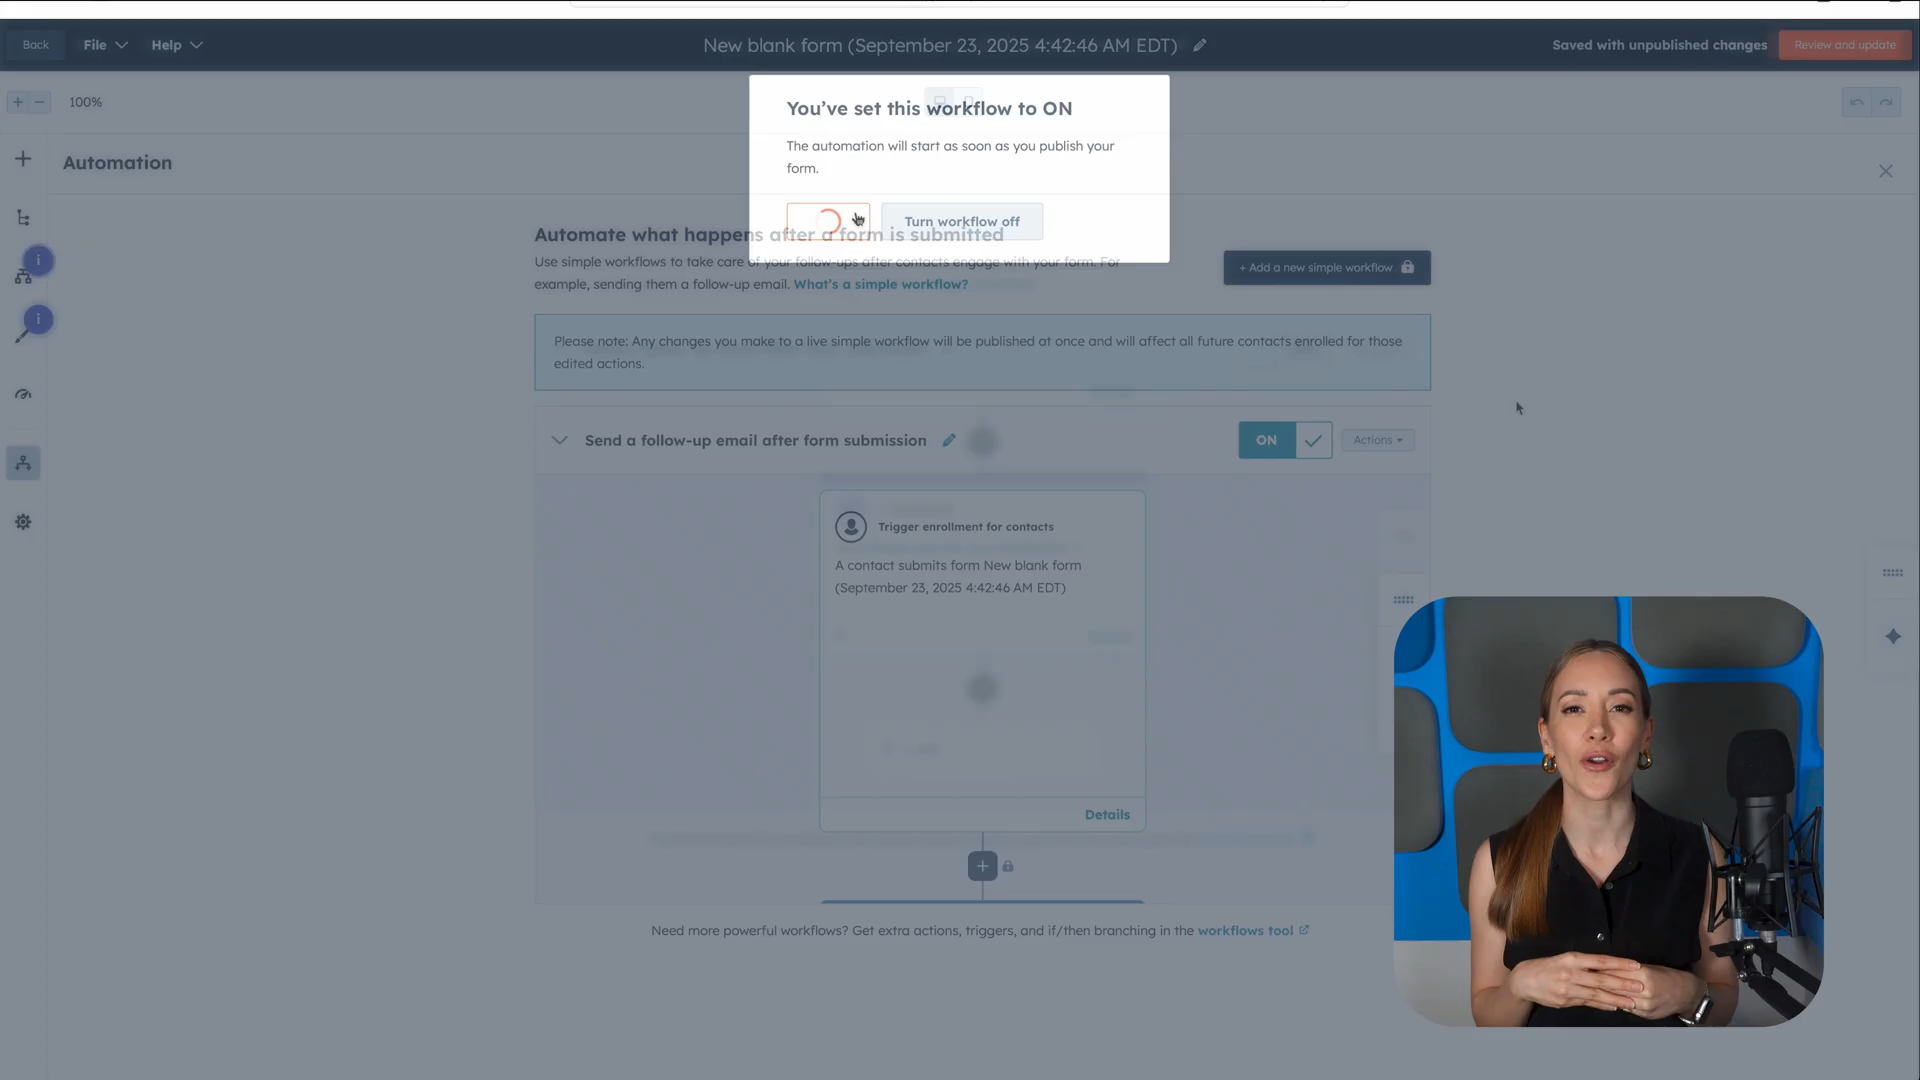 Back
File
Help
New blank form (September 23, 2025 4:42:46 AM EDT)
Saved with unpublished changes
Review and update
100%
You've set this workflow to ON
The automation will start as soon as you publish your
form.
Turn workflow off
Automation
Automate what happens after a form is submitted
Use simple workflows to take care of your follow-ups after contacts engage with your form. For
example, sending them a follow-up email. What's a simple workflow?
+ Add a new simple workflow
Please note: Any changes you make to a live simple workflow will be published at once and will affect all future contacts enrolled for those
edited actions.
Send a follow-up email after form submission
ON
Actions
Trigger enrollment for contacts
A contact submits form New blank form
(September 23, 2025 4:42:46 AM EDT)
Details
Need more powerful workflows? Get extra actions, triggers, and if/then branching in the workflows tool